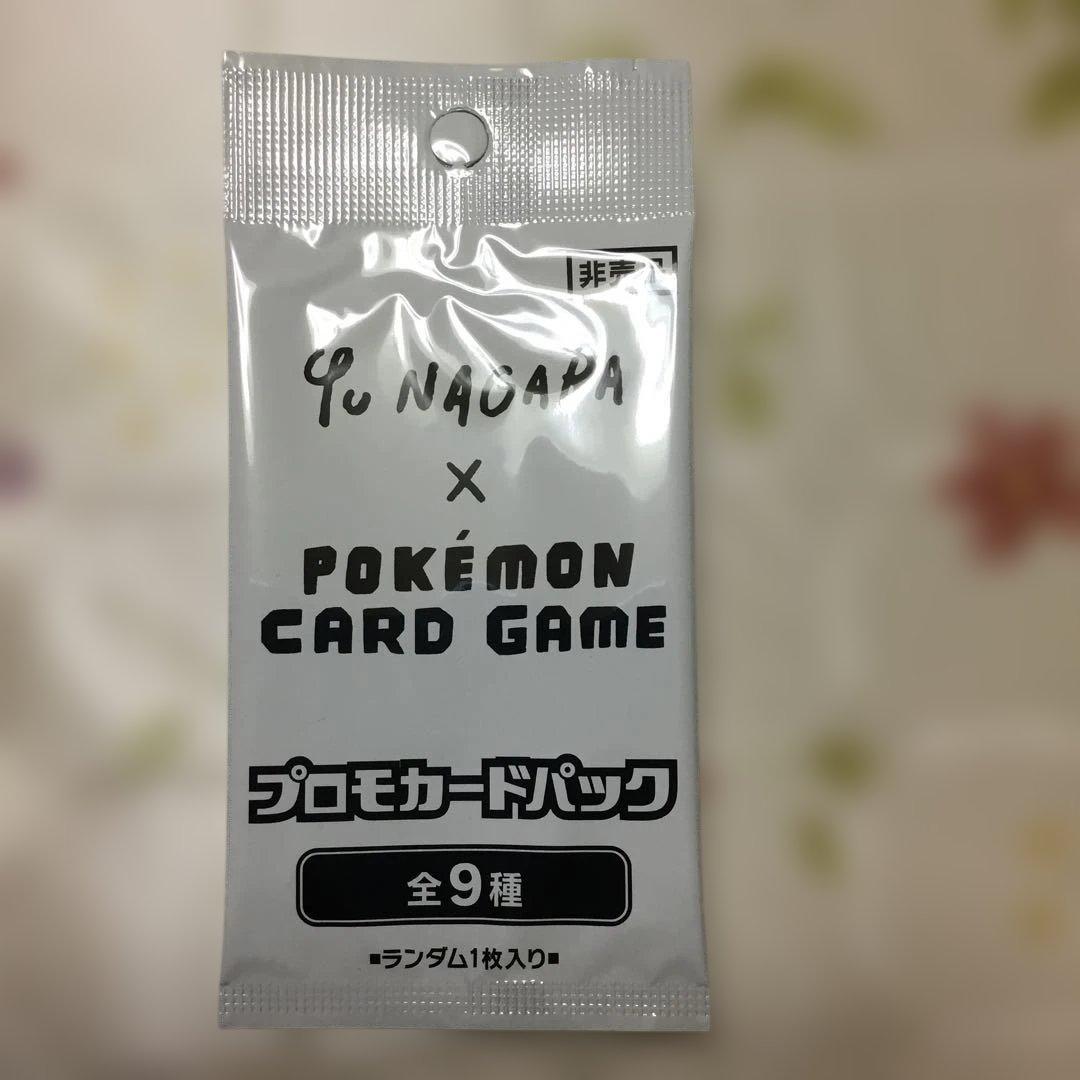 非売品
Yu NAGABA
×
POKÉMON
CARD GAME
プロモカードパック
全9種
■ランダム1枚入り■